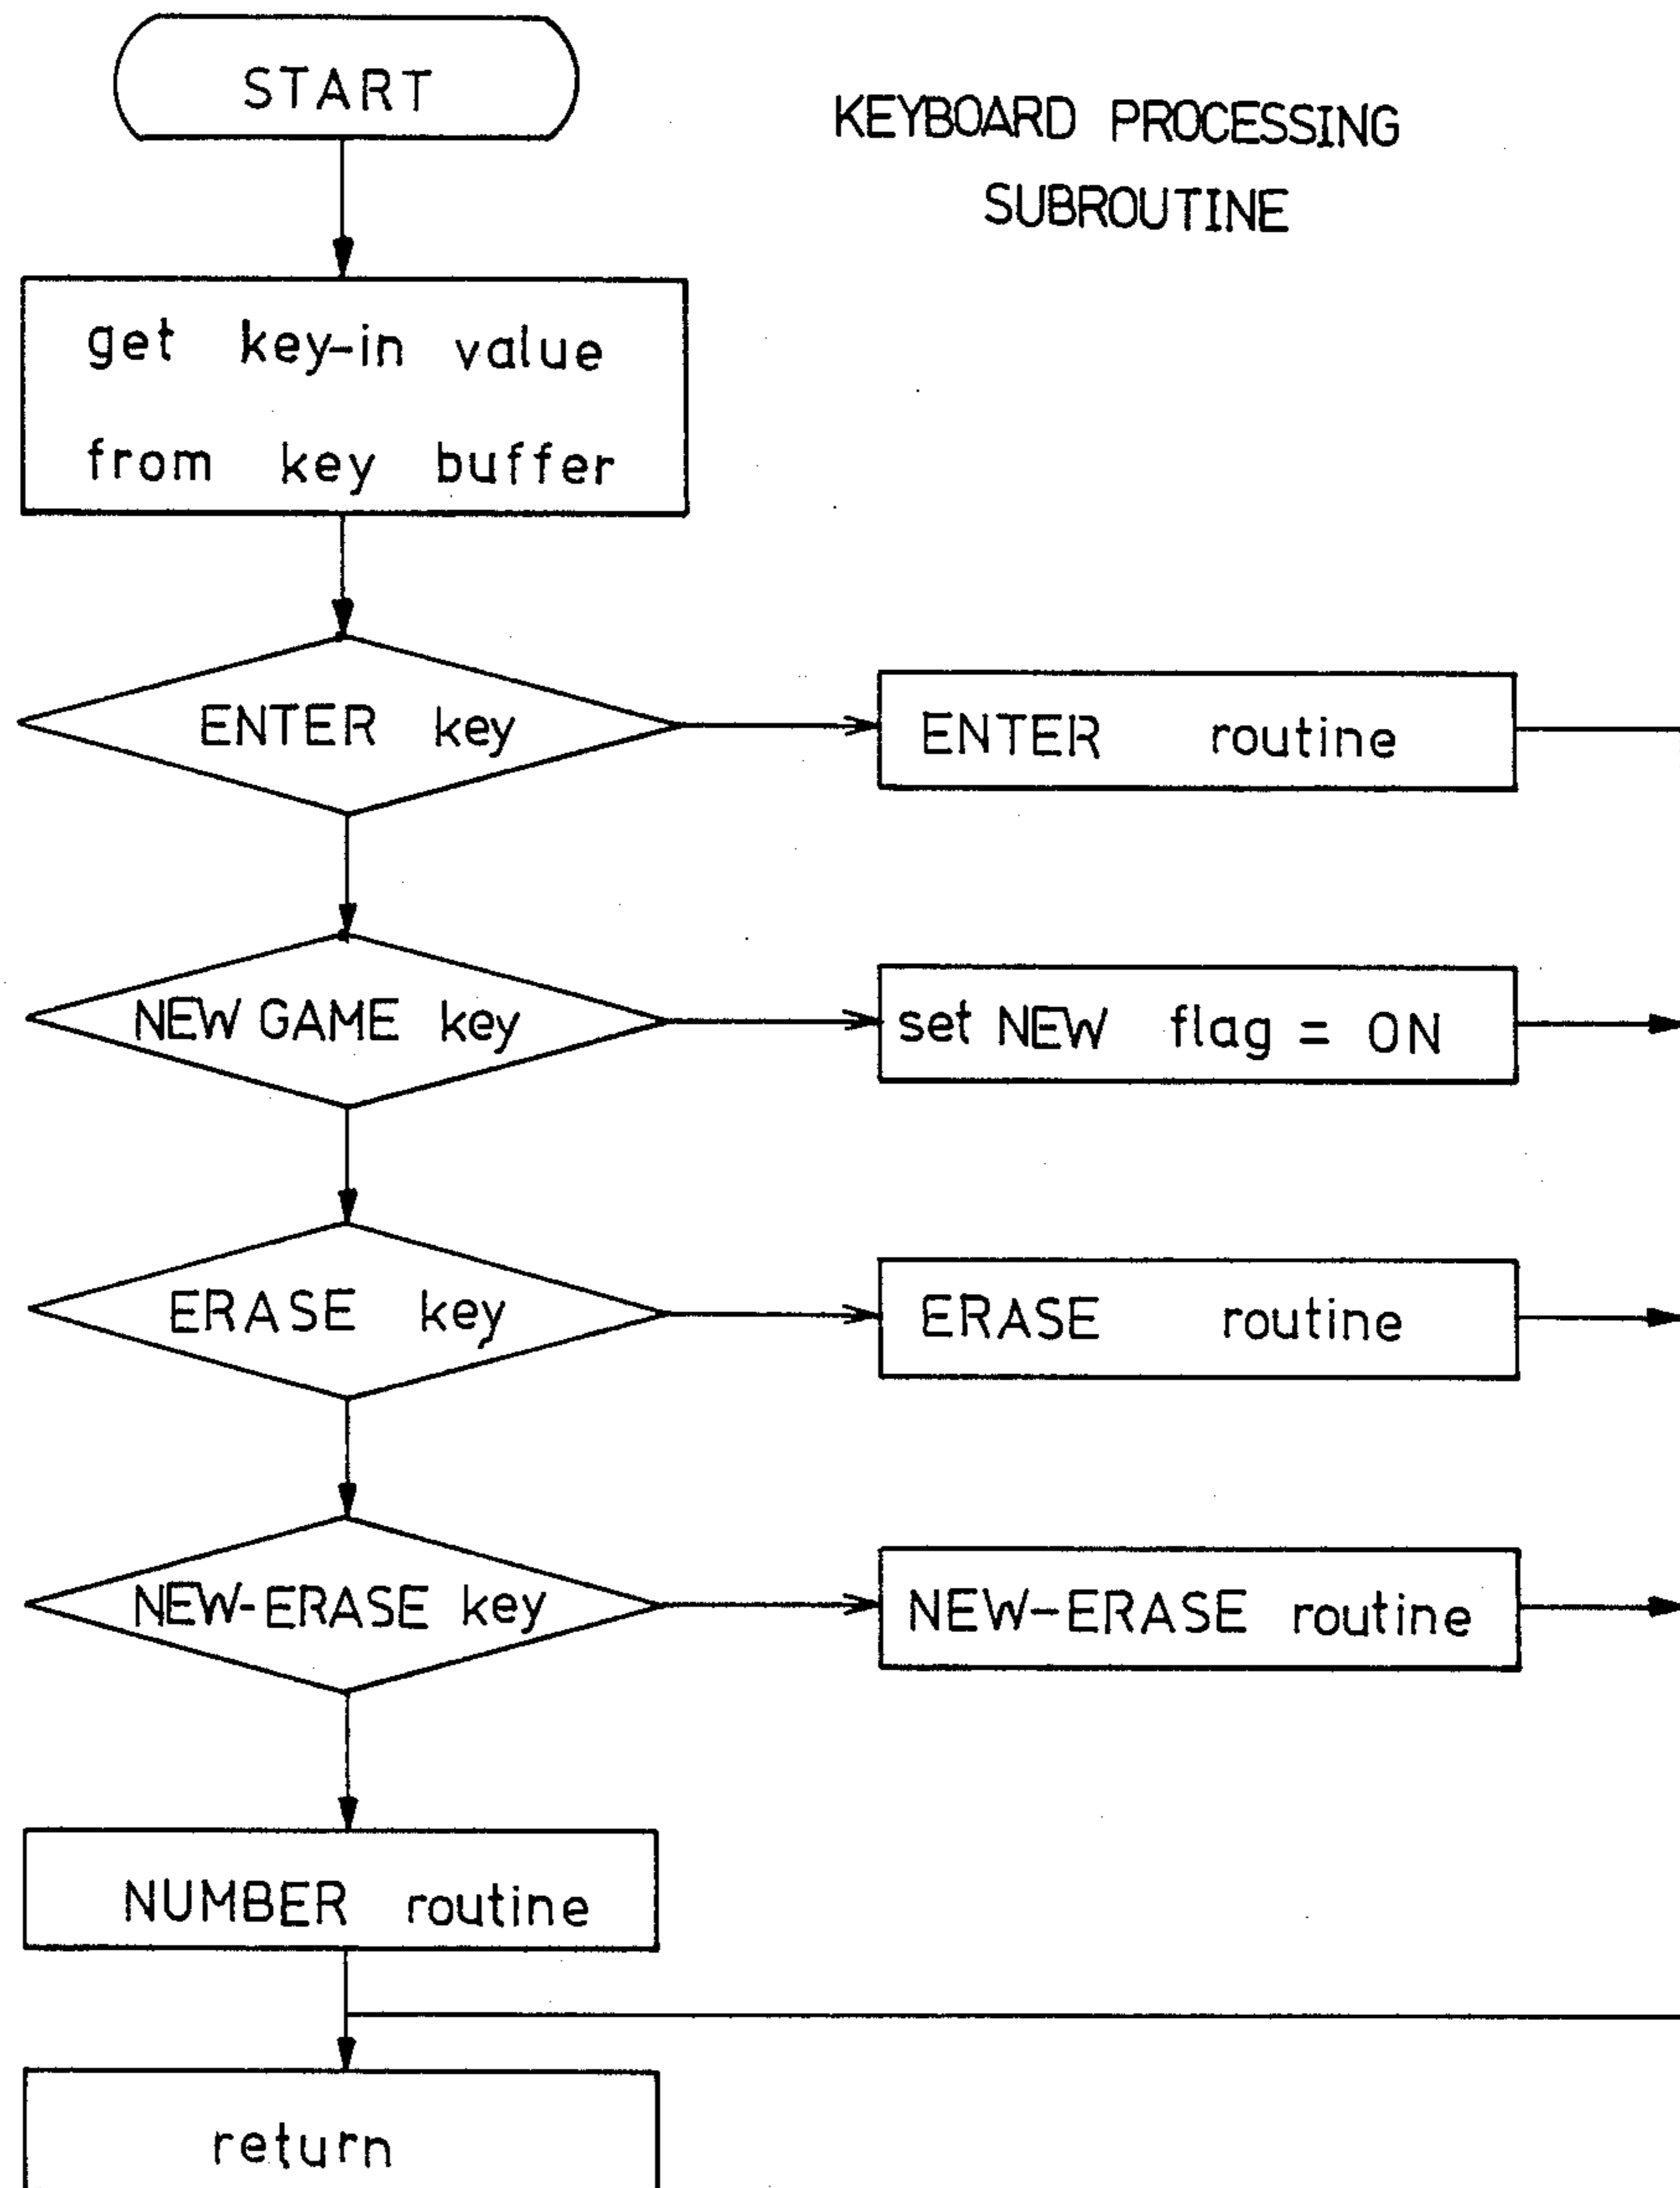 START
KEYBOARD PROCESSING
SUBROUTINE
get key-in value
from key buffer
ENTER key
ENTER routine
NEW GAME key
set NEW flag = ON
ERASE key
ERASE routine
NEW-ERASE key
NEW-ERASE routine
NUMBER routine
return